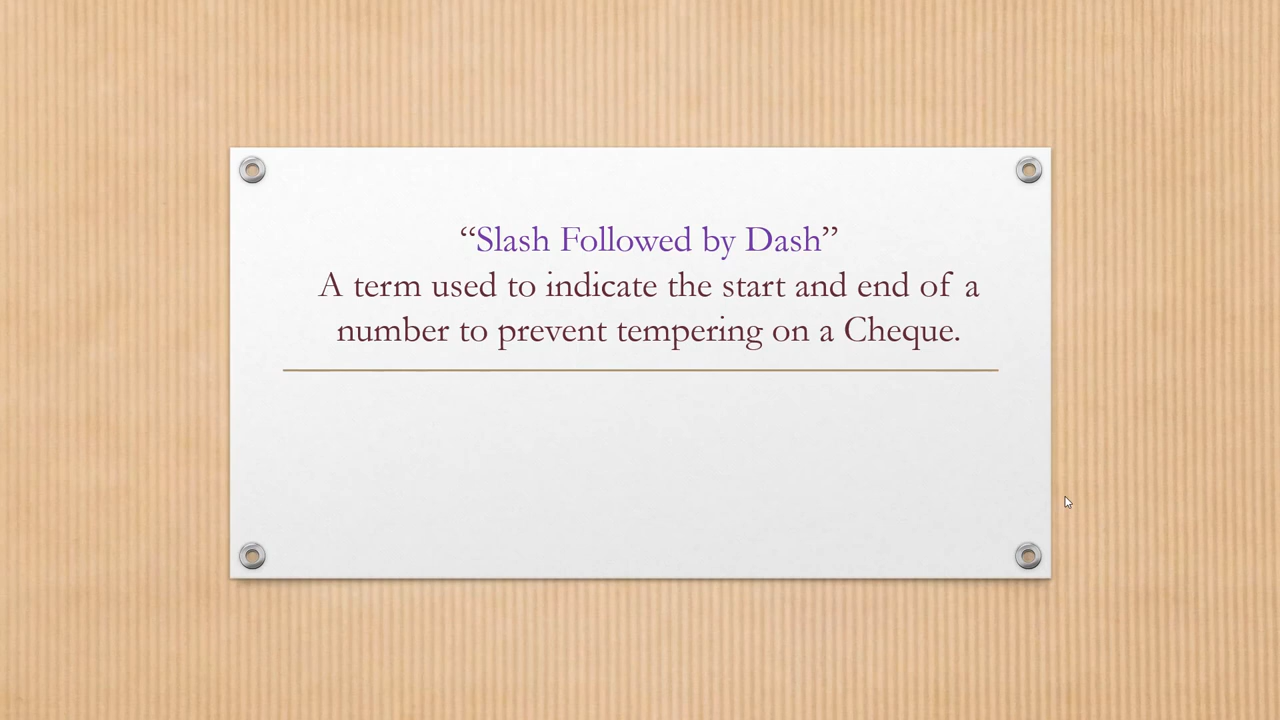 “Slash Followed by Dash”
A term used to indicate the start and end of a
number to prevent tempering on a Cheque.